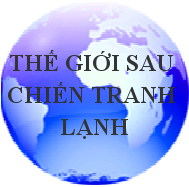 THẾ GIỚI SAU
CHIẾN TRANH
LẠNH